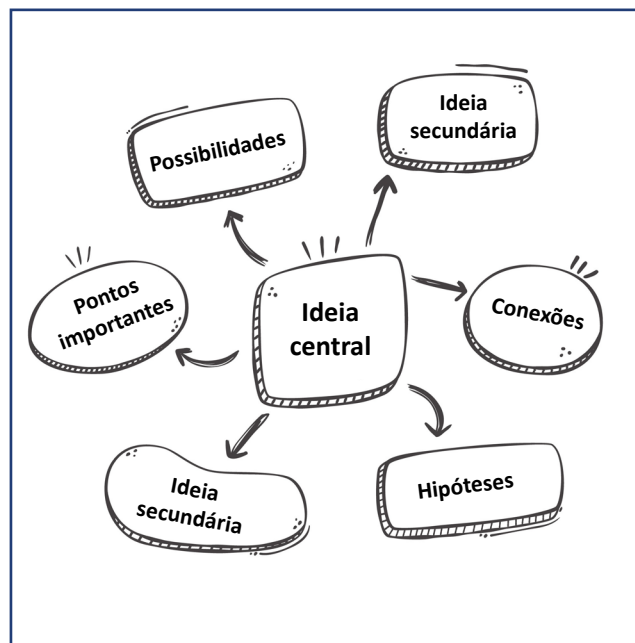 Ideia
secundária
Possibilidades
Pontos
importantes
Ideia
central
Conexões
Ideia
secundária
Hipóteses